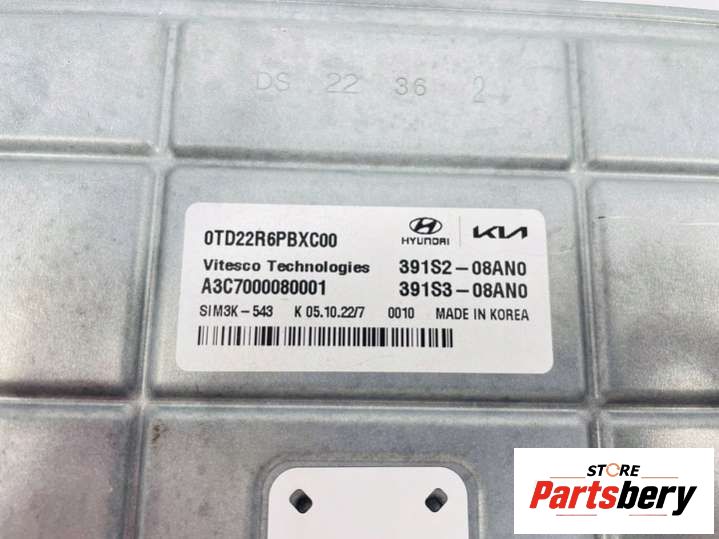 DS 22 36 2
0TD22R6PBXC00
HYUNDAI KIA
Vitesco Technologies 391S2-08AN0
A3C7000080001 391S3-08AN0
SIM3K-543 K 05.10.22/7 0010 MADE IN KOREA
STORE
Partsbery